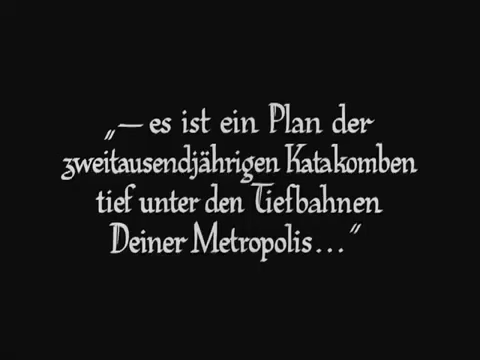 „—es ist ein Plan der
zweitausendjährigen Katakomben
tief unter den Tiefbahnen
Deiner Metropolis..."